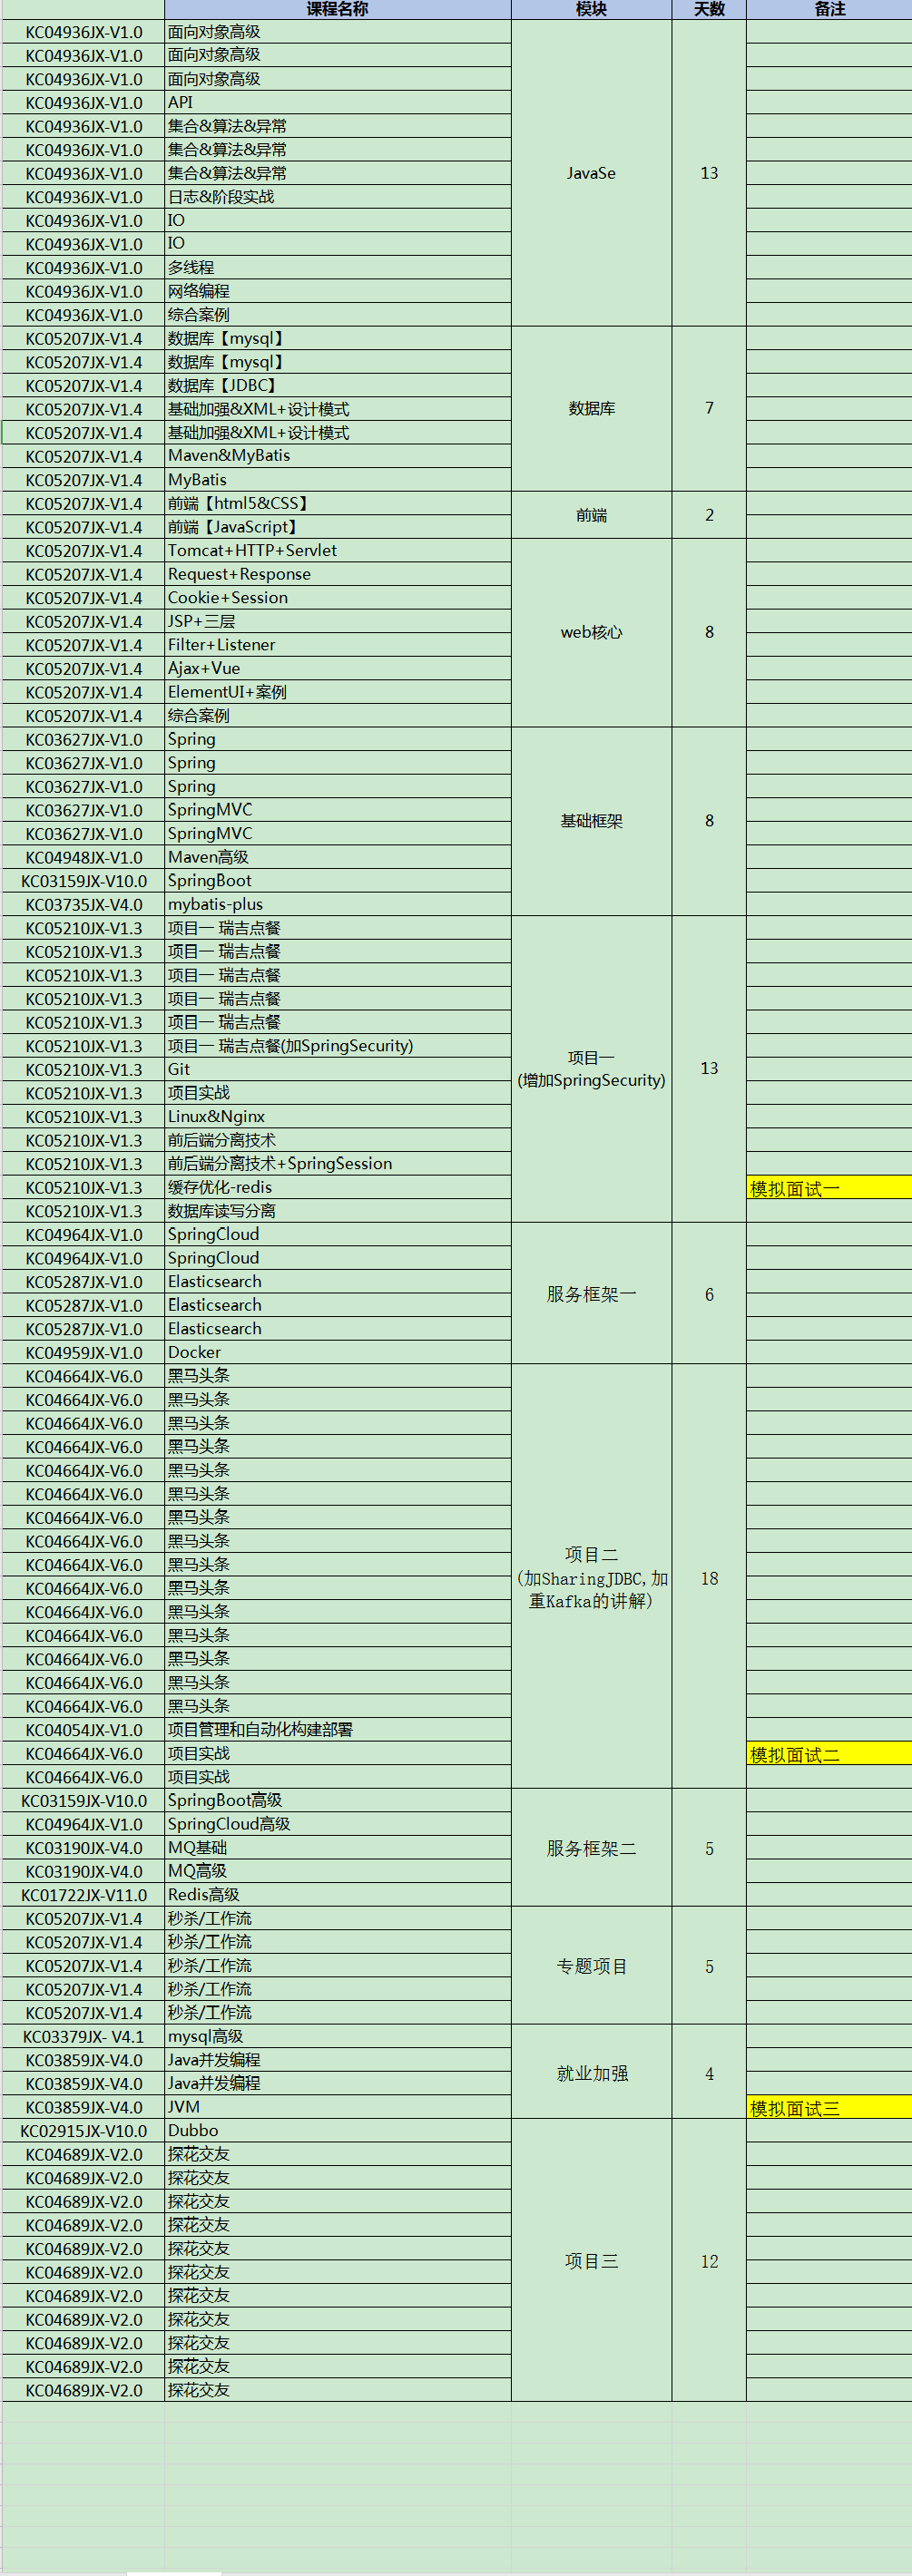 课程名称 模块 天数 备注
KC04936JX-V1.0 面向对象高级
KC04936JX-V1.0 面向对象高级
KC04936JX-V1.0 面向对象高级
KC04936JX-V1.0 API
KC04936JX-V1.0 集合&算法&异常
KC04936JX-V1.0 集合&算法&异常
KC04936JX-V1.0 集合&算法&异常 JavaSe 13
KC04936JX-V1.0 日志&阶段实战
KC04936JX-V1.0 IO
KC04936JX-V1.0 IO
KC04936JX-V1.0 多线程
KC04936JX-V1.0 网络编程
KC04936JX-V1.0 综合案例
KC05207JX-V1.4 数据库【mysql】
KC05207JX-V1.4 数据库【mysql】
KC05207JX-V1.4 数据库【JDBC】
KC05207JX-V1.4 基础加强&XML+设计模式 数据库 7
KC05207JX-V1.4 基础加强&XML+设计模式
KC05207JX-V1.4 Maven&MyBatis
KC05207JX-V1.4 MyBatis
KC05207JX-V1.4 前端【html5&CSS】
前端 2
KC05207JX-V1.4 前端【JavaScript】
KC05207JX-V1.4 Tomcat+HTTP+Servlet
KC05207JX-V1.4 Request+Response
KC05207JX-V1.4 Cookie+Session
KC05207JX-V1.4 JSP+三层
web核心 8
KC05207JX-V1.4 Filter+Listener
KC05207JX-V1.4 Ajax+Vue
KC05207JX-V1.4 ElementUI+案例
KC05207JX-V1.4 综合案例
KC03627JX-V1.0 Spring
KC03627JX-V1.0 Spring
KC03627JX-V1.0 Spring
KC03627JX-V1.0 SpringMVC
基础框架 8
KC03627JX-V1.0 SpringMVC
KC04948JX-V1.0 Maven高级
KC03159JX-V10.0 SpringBoot
KC03735JX-V4.0 mybatis-plus
KC05210JX-V1.3 项目一 瑞吉点餐
KC05210JX-V1.3 项目一 瑞吉点餐
KC05210JX-V1.3 项目一 瑞吉点餐
KC05210JX-V1.3 项目一 瑞吉点餐
KC05210JX-V1.3 项目一 瑞吉点餐
KC05210JX-V1.3 项目一 瑞吉点餐(加SpringSecurity)
项目一
KC05210JX-V1.3 Git 13
(增加SpringSecurity)
KC05210JX-V1.3 项目实战
KC05210JX-V1.3 Linux&Nginx
KC05210JX-V1.3 前后端分离技术
KC05210JX-V1.3 前后端分离技术+SpringSession
KC05210JX-V1.3 缓存优化-redis 模拟面试一
KC05210JX-V1.3 数据库读写分离
KC04964JX-V1.0 SpringCloud
KC04964JX-V1.0 SpringCloud
KC05287JX-V1.0 Elasticsearch
服务框架一 6
KC05287JX-V1.0 Elasticsearch
KC05287JX-V1.0 Elasticsearch
KC04959JX-V1.0 Docker
KC04664JX-V6.0 黑马头条
KC04664JX-V6.0 黑马头条
KC04664JX-V6.0 黑马头条
KC04664JX-V6.0 黑马头条
KC04664JX-V6.0 黑马头条
KC04664JX-V6.0 黑马头条
KC04664JX-V6.0 黑马头条
KC04664JX-V6.0 黑马头条
项目二
KC04664JX-V6.0 黑马头条
(加SharingJDBC,加 18
KC04664JX-V6.0 黑马头条
重Kafka的讲解)
KC04664JX-V6.0 黑马头条
KC04664JX-V6.0 黑马头条
KC04664JX-V6.0 黑马头条
KC04664JX-V6.0 黑马头条
KC04664JX-V6.0 黑马头条
KC04054JX-V1.0 项目管理和自动化构建部署
KC04664JX-V6.0 项目实战 模拟面试二
KC04664JX-V6.0 项目实战
KC03159JX-V10.0 SpringBoot高级
KC04964JX-V1.0 SpringCloud高级
KC03190JX-V4.0 MQ基础 服务框架二 5
KC03190JX-V4.0 MQ高级
KC01722JX-V11.0 Redis高级
KC05207JX-V1.4 秒杀/工作流
KC05207JX-V1.4 秒杀/工作流
KC05207JX-V1.4 秒杀/工作流 专题项目 5
KC05207JX-V1.4 秒杀/工作流
KC05207JX-V1.4 秒杀/工作流
KC03379JX- V4.1 mysql高级
KC03859JX-V4.0 Java并发编程
就业加强 4
KC03859JX-V4.0 Java并发编程
KC03859JX-V4.0 JVM 模拟面试三
KC02915JX-V10.0 Dubbo
KC04689JX-V2.0 探花交友
KC04689JX-V2.0 探花交友
KC04689JX-V2.0 探花交友
KC04689JX-V2.0 探花交友
KC04689JX-V2.0 探花交友
项目三 12
KC04689JX-V2.0 探花交友
KC04689JX-V2.0 探花交友
KC04689JX-V2.0 探花交友
KC04689JX-V2.0 探花交友
KC04689JX-V2.0 探花交友
KC04689JX-V2.0 探花交友